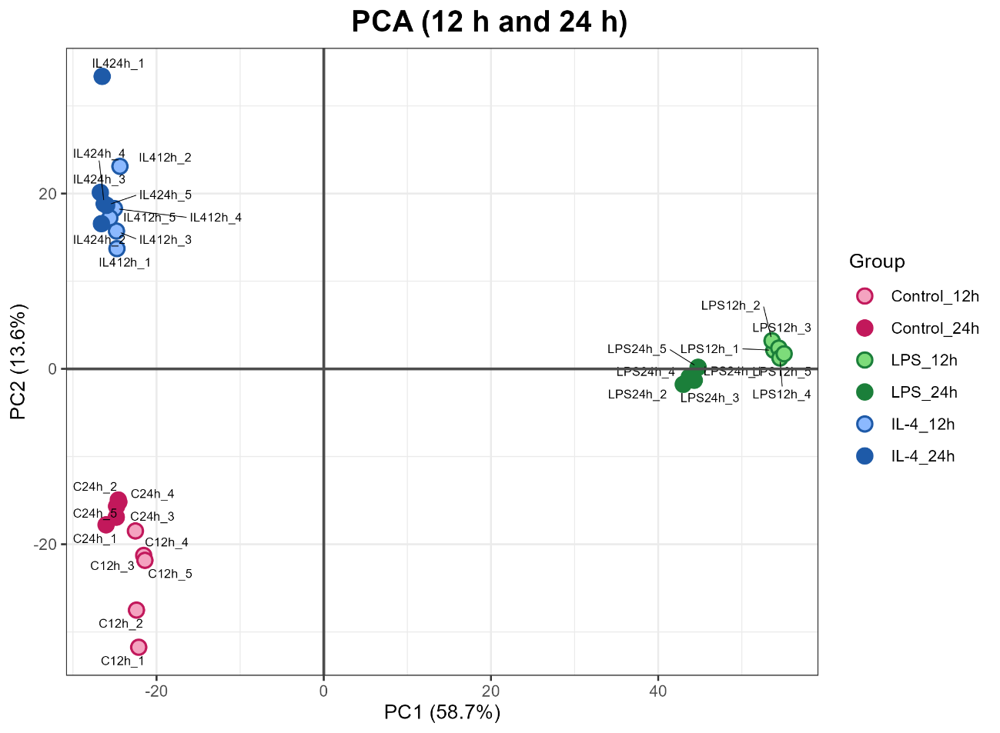 PCA (12 h and 24 h)
IL424h_1
IL424h_4
IL412h_2
IL424h_3
IL424h_5
IL412h_5
IL412h_4
IL424h_2
IL412h_3
IL412h_1
LPS12h_2
LPS12h_3
LPS24h_5
LPS12h_1
LPS24h_4
LPS12h_5
LPS24h_2
LPS24h_3
LPS12h_4
C24h_2
C24h_4
C24h_5
C24h_3
C24h_1
C12h_4
C12h_3
C12h_5
C12h_2
C12h_1
20
0
-20
-20
0
20
40
PC1 (58.7%)
PC2 (13.6%)
Group
Control_12h
Control_24h
LPS_12h
LPS_24h
IL-4_12h
IL-4_24h